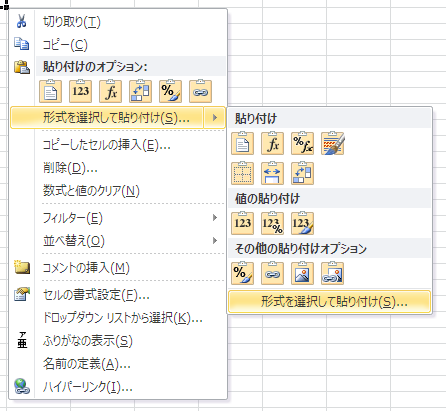 切り取り(T)
コピー(C)
貼り付けのオプション:
123 fx %
形式を選択して貼り付け(S)...
コピーしたセルの挿入(E)...
削除(D)...
数式と値のクリア(N)
フィルター(E)
並べ替え(O)
コメントの挿入(M)
セルの書式設定(F)...
ドロップダウン リストから選択(K)...
ア亜
ふりがなの表示(S)
名前の定義(A)...
ハイパーリンク(I)...
貼り付け
fx %fx
値の貼り付け
123 123% 123
その他の貼り付けオプション
%
形式を選択して貼り付け(S)...